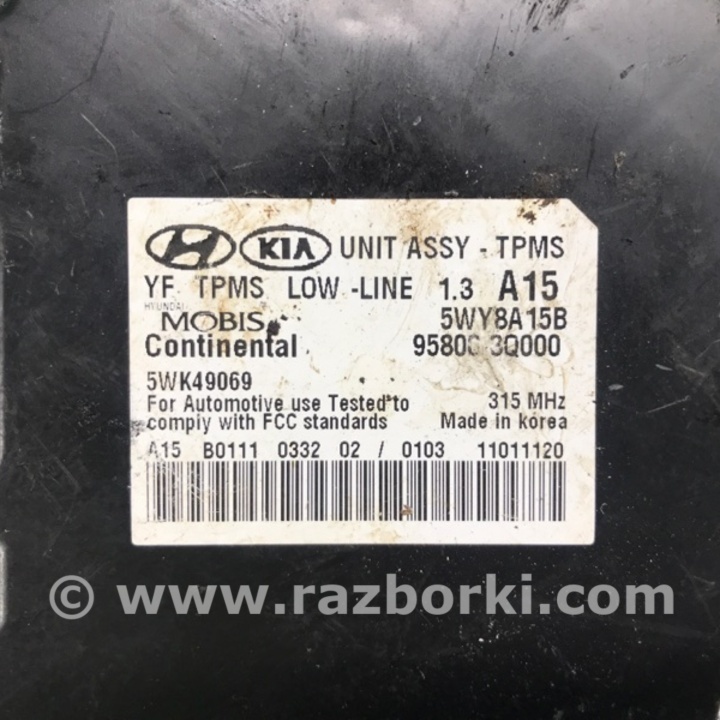 KIA UNIT ASSY - TPMS
YF TPMS LOW -LINE 1.3 A15
HYUNDAI
MOBIS 5WY8A15B
Continental 95800 3Q000
5WK49069
For Automotive use Tested to 315 MHz
comply with FCC standards Made in korea
A15 B0111 0332 02 / 0103 11011120
© www.razborki.com